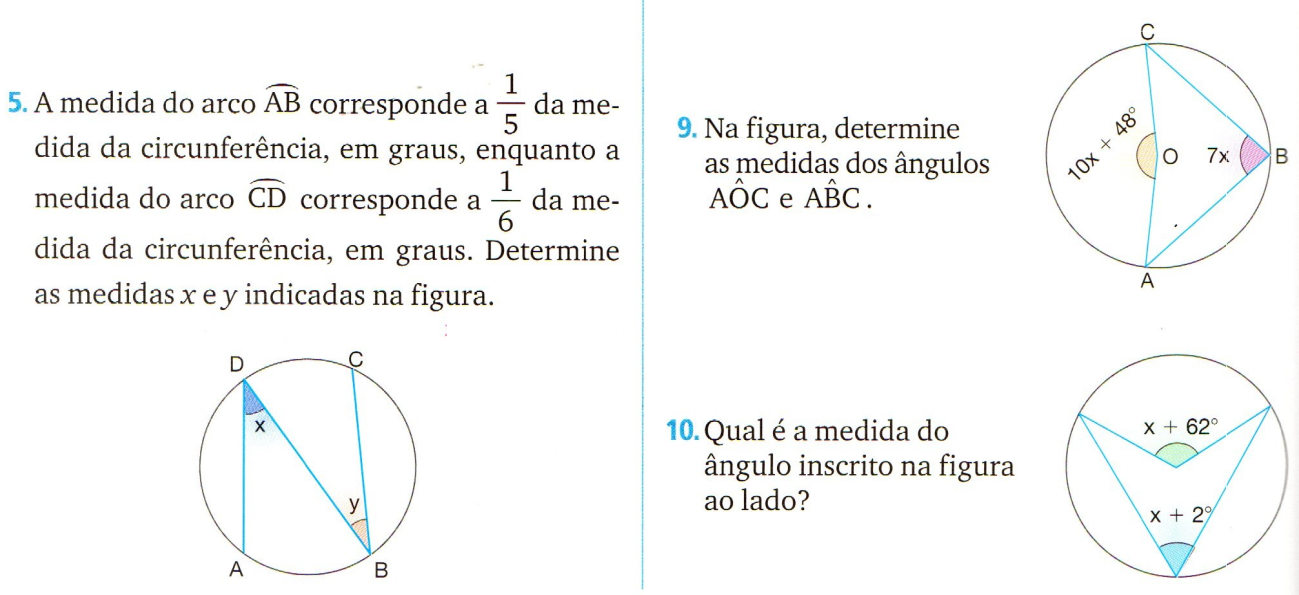 5. A medida do arco A͡B corresponde a 1/5 da me-
dida da circunferência, em graus, enquanto a
medida do arco C͡D corresponde a 1/6 da me-
dida da circunferência, em graus. Determine
as medidas x e y indicadas na figura.
D
C
x
y
A
B
9. Na figura, determine
as medidas dos ângulos
AÔC e AB̂C.
C
10x + 48°
O
7x
B
A
10. Qual é a medida do
ângulo inscrito na figura
ao lado?
x + 62°
x + 2°